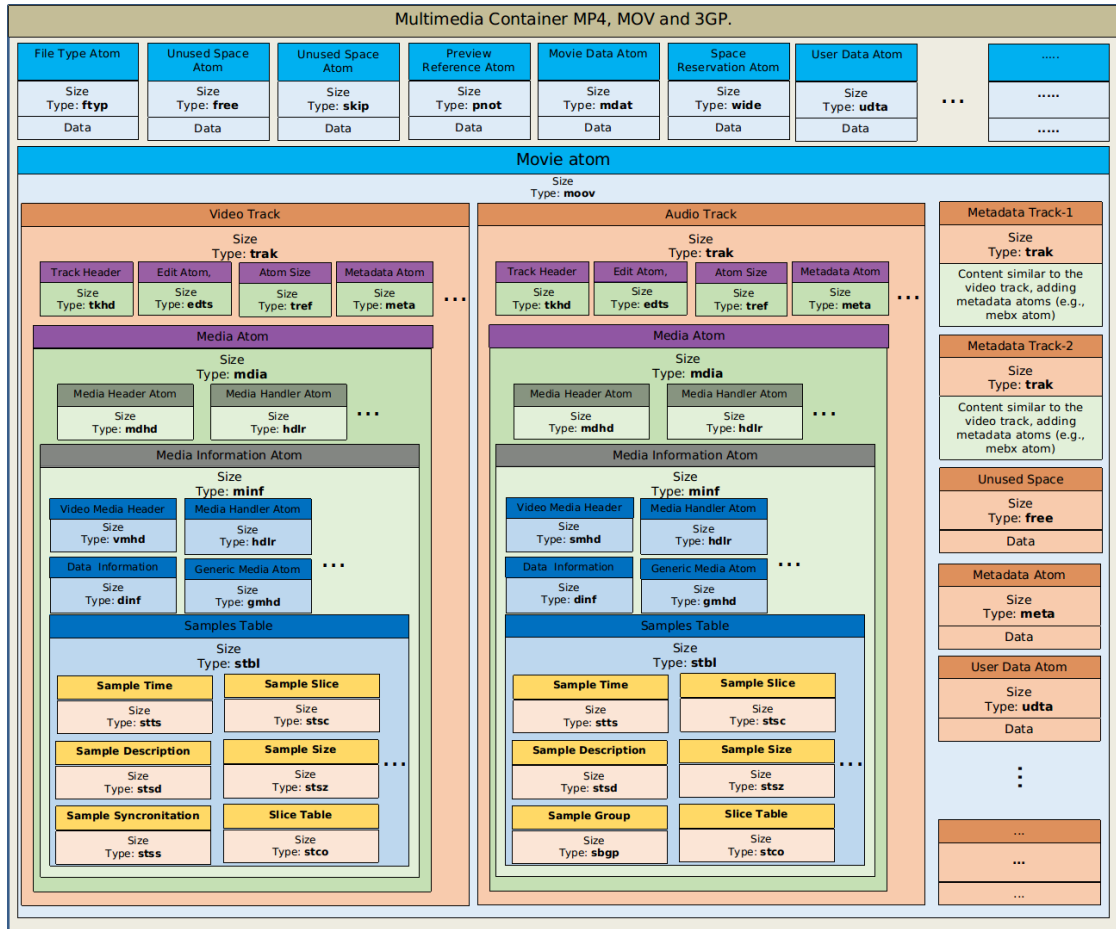 Multimedia Container MP4, MOV and 3GP.
File Type Atom
Size
Type: ftyp
Data
Unused Space
Atom
Size
Type: free
Data
Unused Space
Atom
Size
Type: skip
Data
Preview
Reference Atom
Size
Type: pnot
Data
Movie Data Atom
Size
Type: mdat
Data
Space
Reservation Atom
Size
Type: wide
Data
User Data Atom
Size
Type: udta
Data
...
.....
.....
.....
Movie atom
Size
Type: moov
Video Track
Size
Type: trak
Track Header
Size
Type: tkhd
Edit Atom,
Size
Type: edts
Atom Size
Size
Type: tref
Metadata Atom
Size
Type: meta
...
Media Atom
Size
Type: mdia
Media Header Atom
Size
Type: mdhd
Media Handler Atom
Size
Type: hdlr
...
Media Information Atom
Size
Type: minf
Video Media Header
Size
Type: vmhd
Media Handler Atom
Size
Type: hdlr
Data Information
Size
Type: dinf
Generic Media Atom
Size
Type: gmhd
...
Samples Table
Size
Type: stbl
Sample Time
Size
Type: stts
Sample Slice
Size
Type: stsc
Sample Description
Size
Type: stsd
Sample Size
Size
Type: stsz
...
Sample Syncronitation
Size
Type: stss
Slice Table
Size
Type: stco
Audio Track
Size
Type: trak
Track Header
Size
Type: tkhd
Edit Atom,
Size
Type: edts
Atom Size
Size
Type: tref
Metadata Atom
Size
Type: meta
...
Media Atom
Size
Type: mdia
Media Header Atom
Size
Type: mdhd
Media Handler Atom
Size
Type: hdlr
...
Media Information Atom
Size
Type: minf
Video Media Header
Size
Type: smhd
Media Handler Atom
Size
Type: hdlr
Data Information
Size
Type: dinf
Generic Media Atom
Size
Type: gmhd
...
Samples Table
Size
Type: stbl
Sample Time
Size
Type: stts
Sample Slice
Size
Type: stsc
Sample Description
Size
Type: stsd
Sample Size
Size
Type: stsz
...
Sample Group
Size
Type: sbgp
Slice Table
Size
Type: stco
Metadata Track-1
Size
Type: trak
Content similar to the
video track, adding
metadata atoms (e.g.,
mebx atom)
Metadata Track-2
Size
Type: trak
Content similar to the
video track, adding
metadata atoms (e.g.,
mebx atom)
Unused Space
Size
Type: free
Data
Metadata Atom
Size
Type: meta
Data
User Data Atom
Size
Type: udta
Data
...
...
...
...